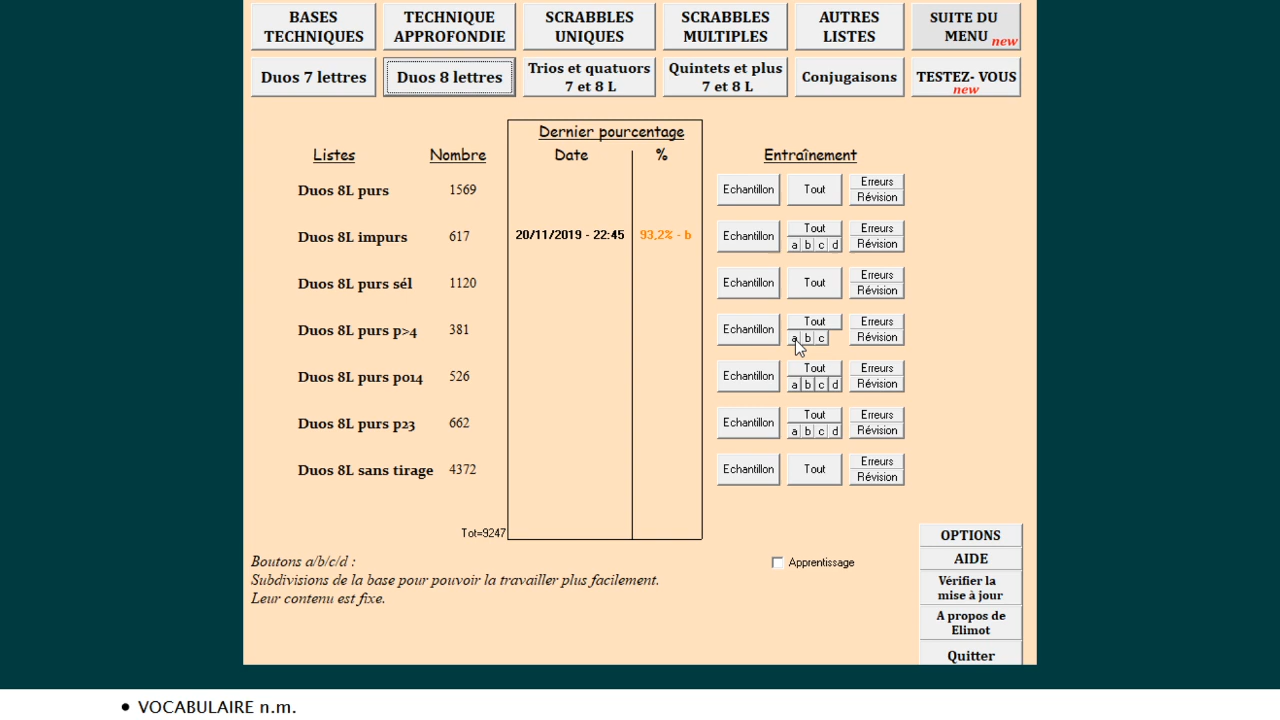 BASES
TECHNIQUES
TECHNIQUE
APPROFONDIE
SCRABBLES
UNIQUES
SCRABBLES
MULTIPLES
AUTRES
LISTES
SUITE DU
MENU new
Duos 7 lettres
Duos 8 lettres
Trios et quatuors
7 et 8 L
Quintets et plus
7 et 8 L
Conjugaisons
TESTEZ- VOUS
new
Dernier pourcentage
Listes Nombre Date % Entraînement
Duos 8L purs 1569 Echantillon Tout Erreurs
Révision
Duos 8L impurs 617 20/11/2019 - 22:45 93,2% - b Echantillon Tout Erreurs
a b c d Révision
Duos 8L purs sél 1120 Echantillon Tout Erreurs
Révision
Duos 8L purs p>4 381 Echantillon Tout Erreurs
a b c Révision
Duos 8L purs p014 526 Echantillon Tout Erreurs
a b c d Révision
Duos 8L purs p23 662 Echantillon Tout Erreurs
a b c d Révision
Duos 8L sans tirage 4372 Echantillon Tout Erreurs
Révision
Tot=9247
Boutons a/b/c/d :
Subdivisions de la base pour pouvoir la travailler plus facilement.
Leur contenu est fixe.
Apprentissage
OPTIONS
AIDE
Vérifier la
mise à jour
A propos de
Elimot
Quitter
• VOCABULAIRE n.m.